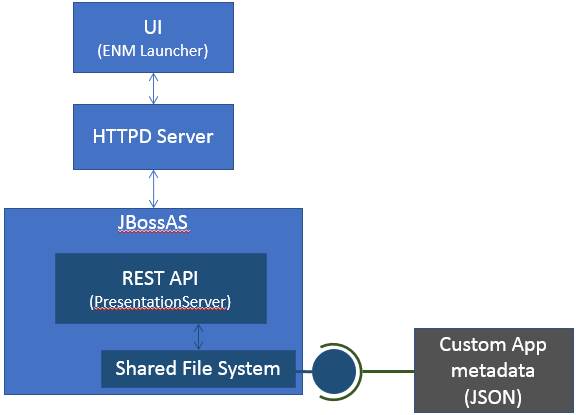 UI
(ENM Launcher)
HTTPD Server
JBossAS
REST API
(PresentationServer)
Shared File System
Custom App
metadata
(JSON)